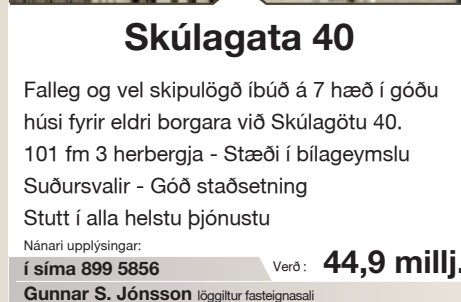 Skúlagata 40
Falleg og vel skipulögð íbúð á 7 hæð í góðu
húsi fyrir eldri borgara við Skúlagötu 40.
101 fm 3 herbergja - Stæði í bílageymslu
Suðursvalir - Góð staðsetning
Stutt í alla helstu þjónustu
Nánari upplýsingar:
í síma 899 5856 Verð : 44,9 millj.
Gunnar S. Jónsson löggiltur fasteignasali